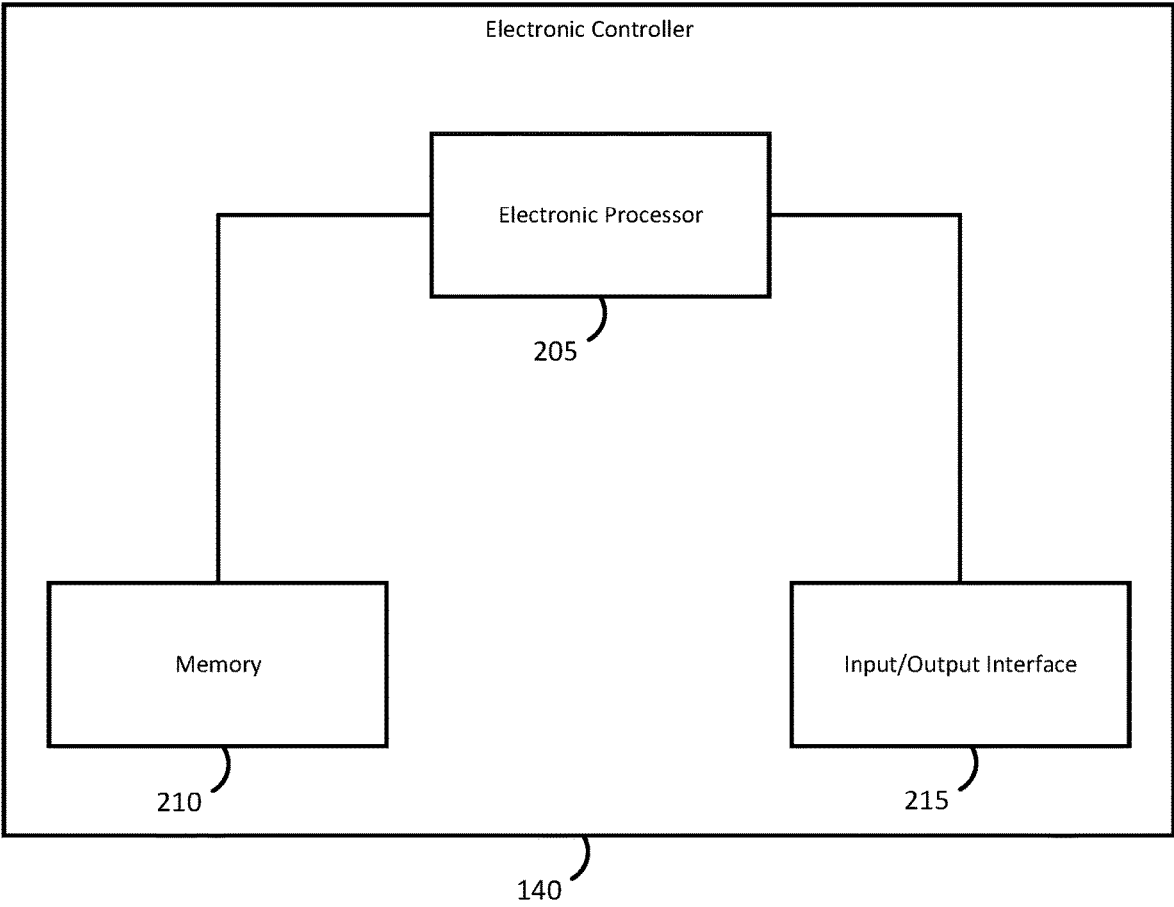 Electronic Controller
Electronic Processor
205
Memory
Input/Output Interface
210
215
140